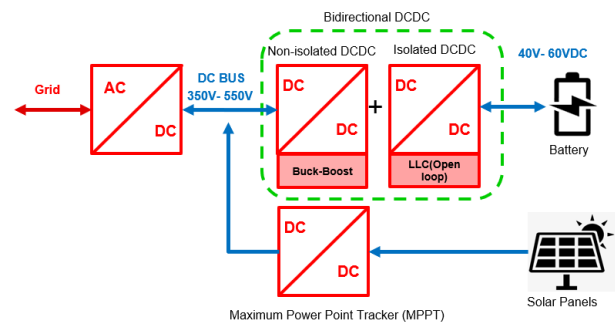 Bidirectional DCDC
Non-isolated DCDC
Isolated DCDC
40V- 60VDC
Grid
AC
DC
DC BUS
350V- 550V
DC
DC
+
DC
DC
Buck-Boost
LLC(Open
loop)
Battery
DC
DC
Solar Panels
Maximum Power Point Tracker (MPPT)